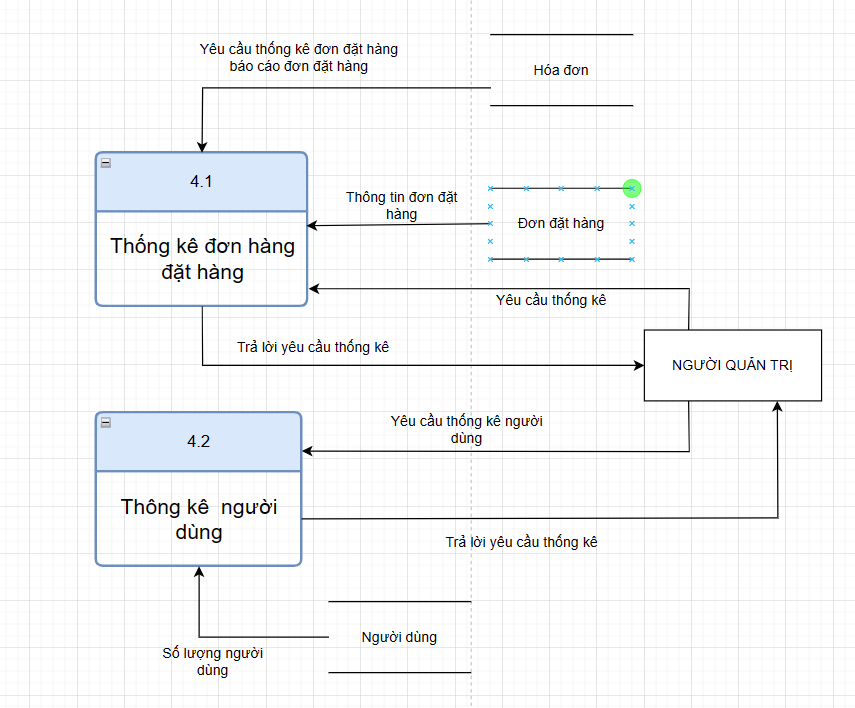 Yêu cầu thống kê đơn đặt hàng
báo cáo đơn đặt hàng
Hóa đơn
4.1
Thống kê đơn hàng
đặt hàng
Thông tin đơn đặt
hàng
Đơn đặt hàng
Yêu cầu thống kê
Trả lời yêu cầu thống kê
NGƯỜI QUẢN TRỊ
4.2
Thông kê  người
dùng
Yêu cầu thống kê người
dùng
Trả lời yêu cầu thống kê
Người dùng
Số lượng người
dùng